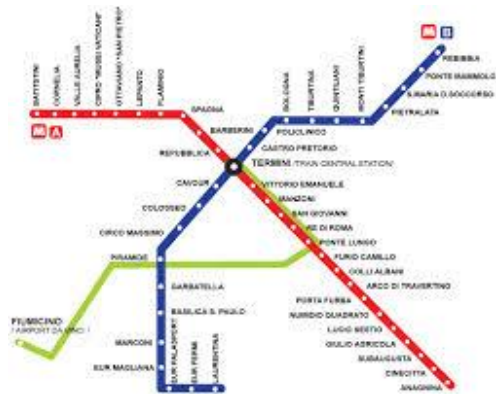 BATTISTINI
CORNELIA
VALLE AURELIA
CIPRO "MUSEI VATICANI"
OTTAVIANO "SAN PIETRO"
LEPANTO
FLAMINIO
M A
SPAGNA
BARBERINI
REPUBBLICA
M B
REBIBBIA
PONTE MAMMOLO
S.MARIA D.SOCCORSO
PIETRALATA
MONTI TIBURTINI
QUINTILIANI
TIBURTINA
BOLOGNA
POLICLINICO
CASTRO PRETORIO
TERMINI /TRAIN CENTRAL STATION/
CAVOUR
COLOSSEO
CIRCO MASSIMO
PIRAMIDE
VITTORIO EMANUELE
MANZONI
SAN GIOVANNI
RE DI ROMA
PONTE LUNGO
FURIO CAMILLO
COLLI ALBANI
ARCO DI TRAVERTINO
PORTA FURBA
NUMIDIO QUADRATO
LUCIO SESTIO
GIULIO AGRICOLA
SUBAUGUSTA
CINECITTA
ANAGNINA
GARBATELLA
BASILICA S. PAOLO
MARCONI
EUR MAGLIANA
EUR PALASPORT
EUR FERMI
LAURENTINA
FIUMICINO